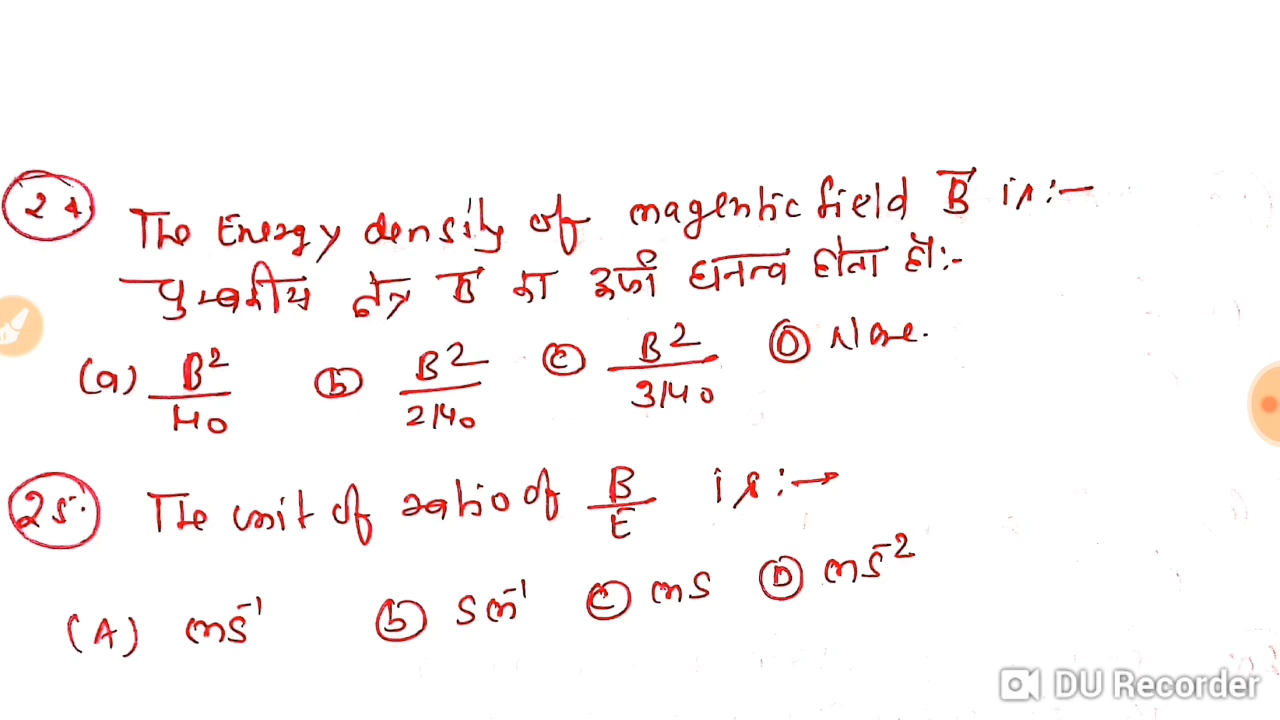 24. The Energy density of magentic field B⃗ is:-
चुम्बकीय क्षेत्र B⃗ का ऊर्जा घनत्व होता है:-
(a) B²/μ₀ (b) B²/2μ₀ (c) B²/3μ₀ (D) None.
25. The unit of ratio of B/E is:→
(A) ms⁻¹ (b) Sm⁻¹ (c) mS (D) mS⁻²
DU Recorder